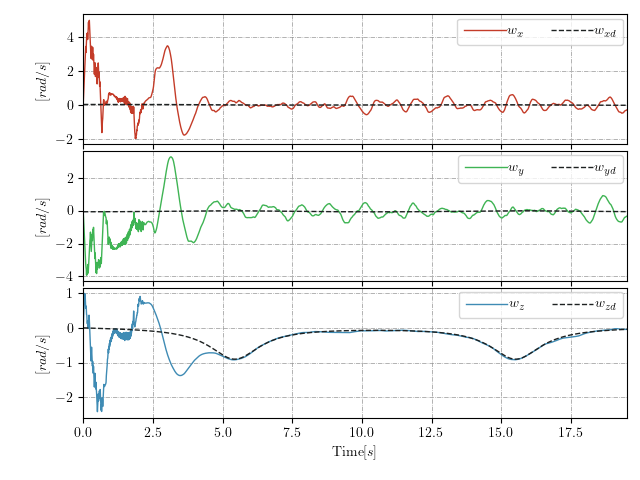 w_x w_xd
[rad/s]
4
2
0
−2
w_y w_yd
[rad/s]
2
0
−2
−4
w_z w_zd
[rad/s]
1
0
−1
−2
0.0 2.5 5.0 7.5 10.0 12.5 15.0 17.5
Time[s]